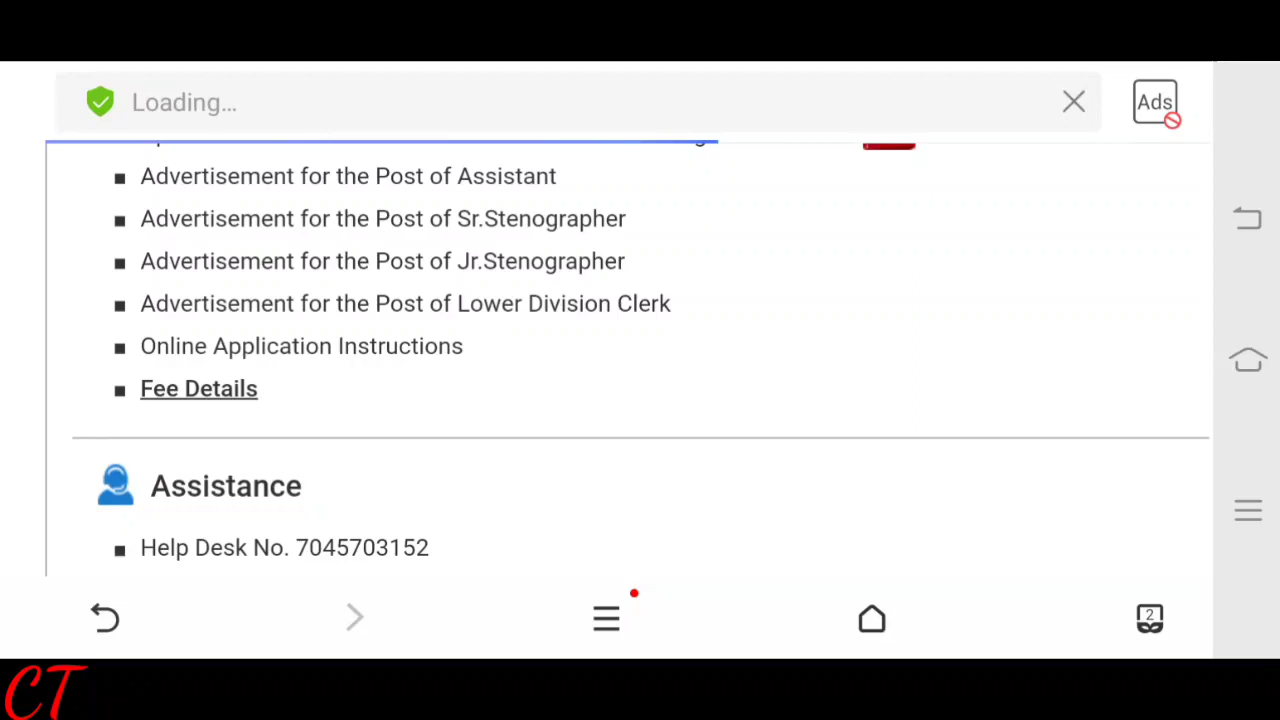 Loading...
Ads
Advertisement for the Post of Assistant
Advertisement for the Post of Sr.Stenographer
Advertisement for the Post of Jr.Stenographer
Advertisement for the Post of Lower Division Clerk
Online Application Instructions
Fee Details
Assistance
Help Desk No. 7045703152
2
CT